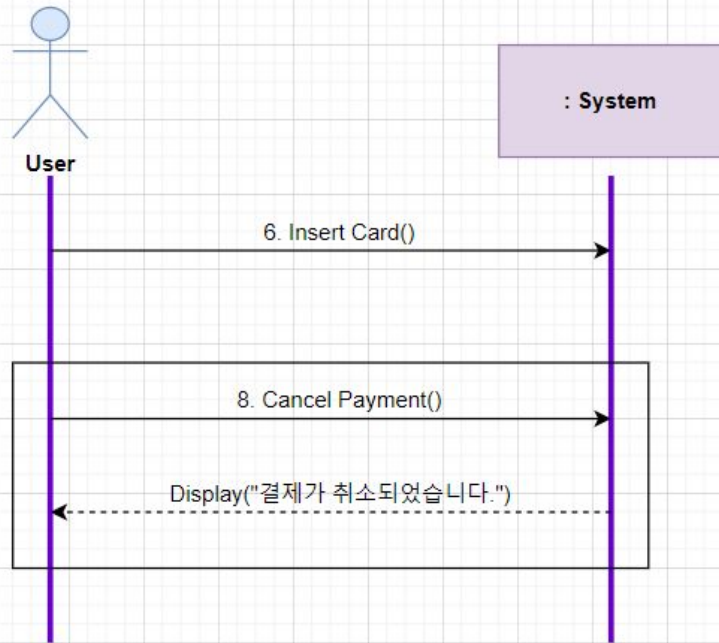 : System
User
6. Insert Card()
8. Cancel Payment()
Display("결제가 취소되었습니다.")